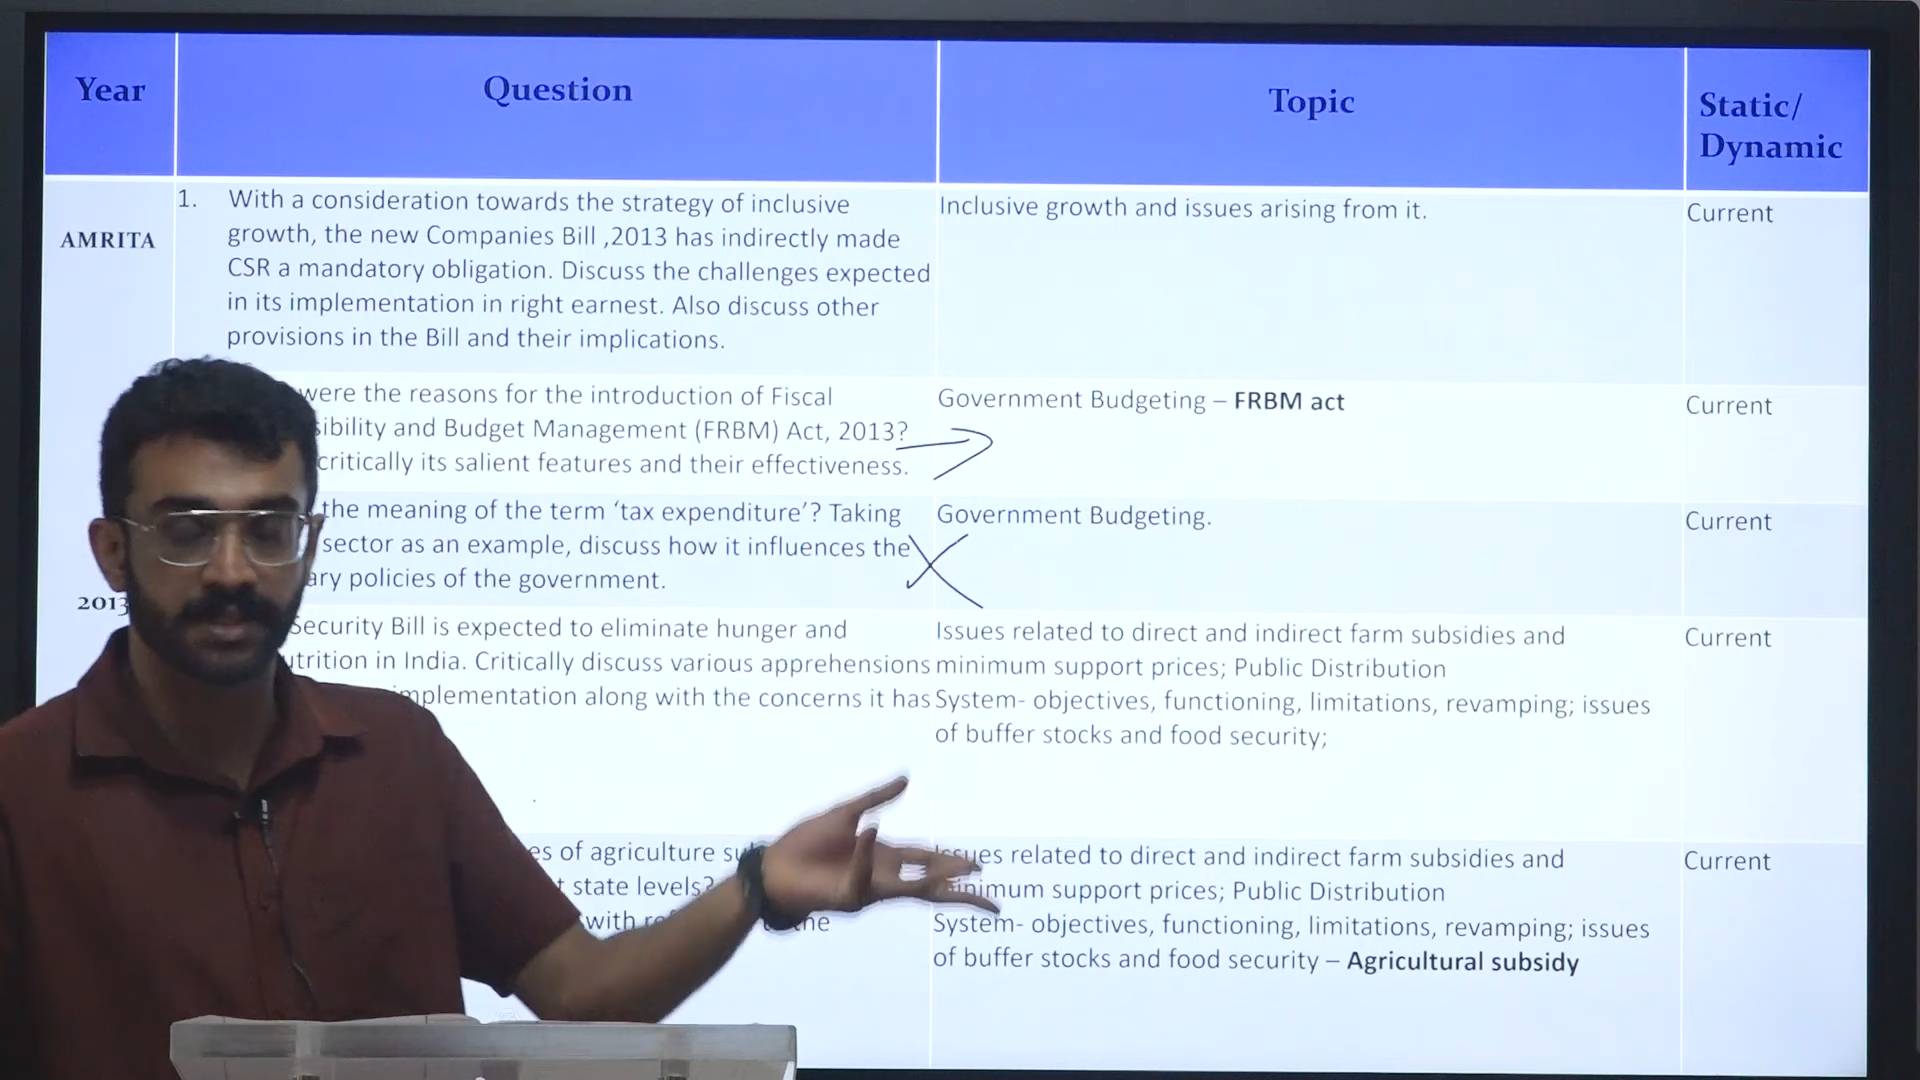 Year
Question
Topic
Static/
Dynamic
AMRITA
1. With a consideration towards the strategy of inclusive
growth, the new Companies Bill ,2013 has indirectly made
CSR a mandatory obligation. Discuss the challenges expected
in its implementation in right earnest. Also discuss other
provisions in the Bill and their implications.
Inclusive growth and issues arising from it.
Current
were the reasons for the introduction of Fiscal
and Budget Management (FRBM) Act, 2013?
critically its salient features and their effectiveness.
Government Budgeting – FRBM act
Current
2013
the meaning of the term ‘tax expenditure’? Taking
sector as an example, discuss how it influences the
policies of the government.
Government Budgeting.
Current
Security Bill is expected to eliminate hunger and
in India. Critically discuss various apprehensions
implementation along with the concerns it has
Issues related to direct and indirect farm subsidies and
minimum support prices; Public Distribution
System- objectives, functioning, limitations, revamping; issues
of buffer stocks and food security;
Current
of agriculture
state levels?
with
Issues related to direct and indirect farm subsidies and
minimum support prices; Public Distribution
System- objectives, functioning, limitations, revamping; issues
of buffer stocks and food security – Agricultural subsidy
Current